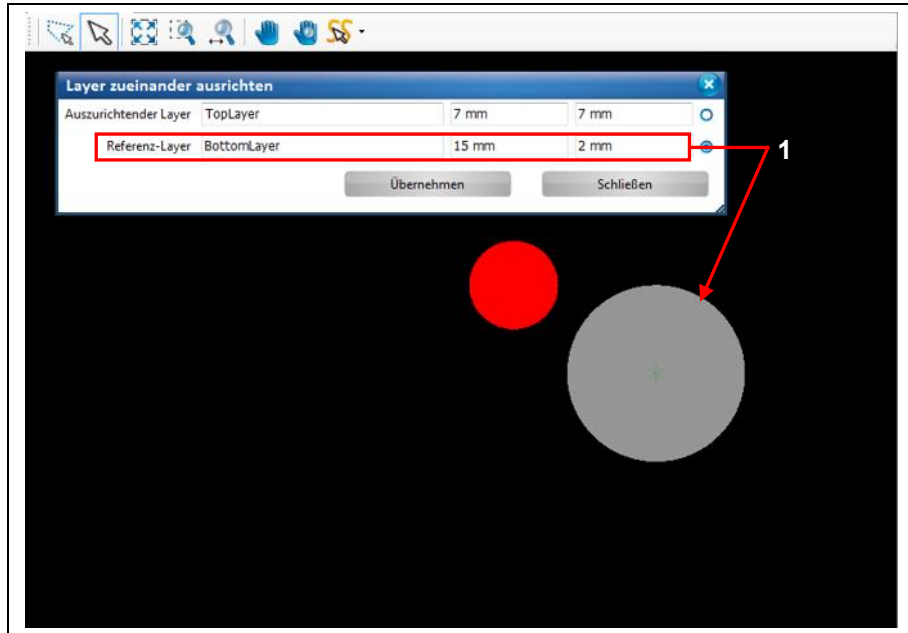 Layer zueinander ausrichten
Auszurichtender Layer TopLayer 7 mm 7 mm
Referenz-Layer BottomLayer 15 mm 2 mm
1
Übernehmen Schließen